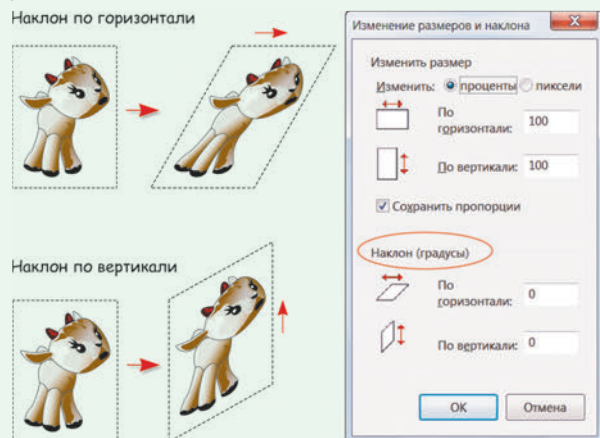 Наклон по горизонтали
Наклон по вертикали
Изменение размеров и наклона
Изменить размер
Изменить: проценты пиксели
По
горизонтали: 100
По вертикали: 100
Сохранить пропорции
Наклон (градусы)
По
горизонтали: 0
По вертикали: 0
ОК Отмена